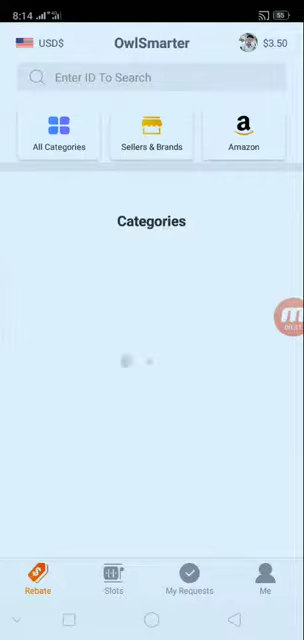 8:14
55
USD$
OwlSmarter
$3.50
Enter ID To Search
All Categories
Sellers & Brands
Amazon
Categories
Rebate
Slots
My Requests
Me